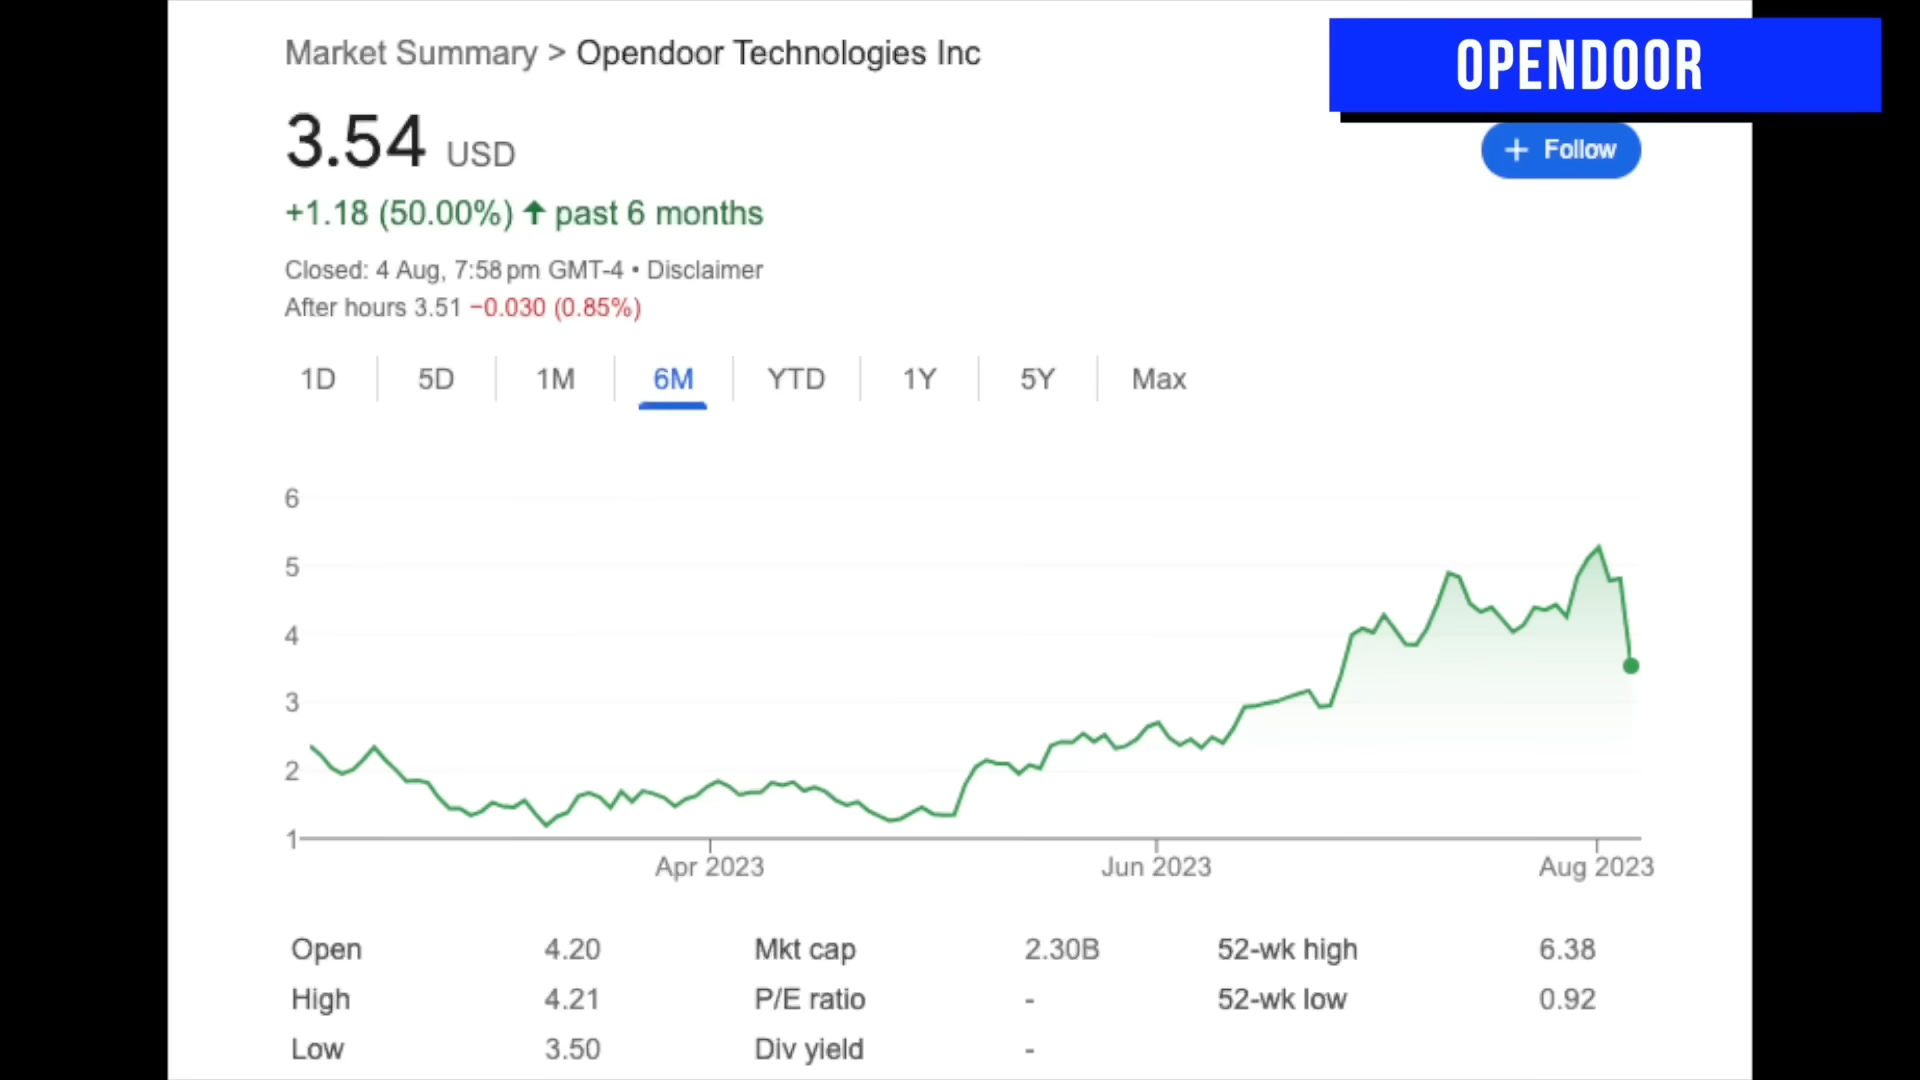 Market Summary > Opendoor Technologies Inc
OPENDOOR
3.54 USD
+ Follow
+1.18 (50.00%) ↑ past 6 months
Closed: 4 Aug, 7:58 pm GMT-4 • Disclaimer
After hours 3.51 −0.030 (0.85%)
1D 5D 1M 6M YTD 1Y 5Y Max
6
5
4
3
2
1
Apr 2023 Jun 2023 Aug 2023
Open 4.20 Mkt cap 2.30B 52-wk high 6.38
High 4.21 P/E ratio - 52-wk low 0.92
Low 3.50 Div yield -